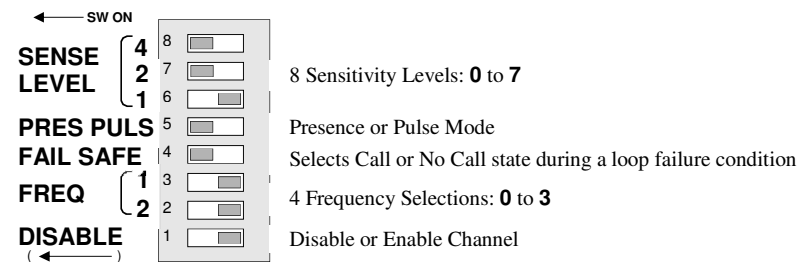 SW ON
SENSE LEVEL
4 8
2 7
1 6
8 Sensitivity Levels: 0 to 7
PRES PULS 5 Presence or Pulse Mode
FAIL SAFE 4 Selects Call or No Call state during a loop failure condition
FREQ
1 3
2 2
4 Frequency Selections: 0 to 3
DISABLE 1 Disable or Enable Channel
( )